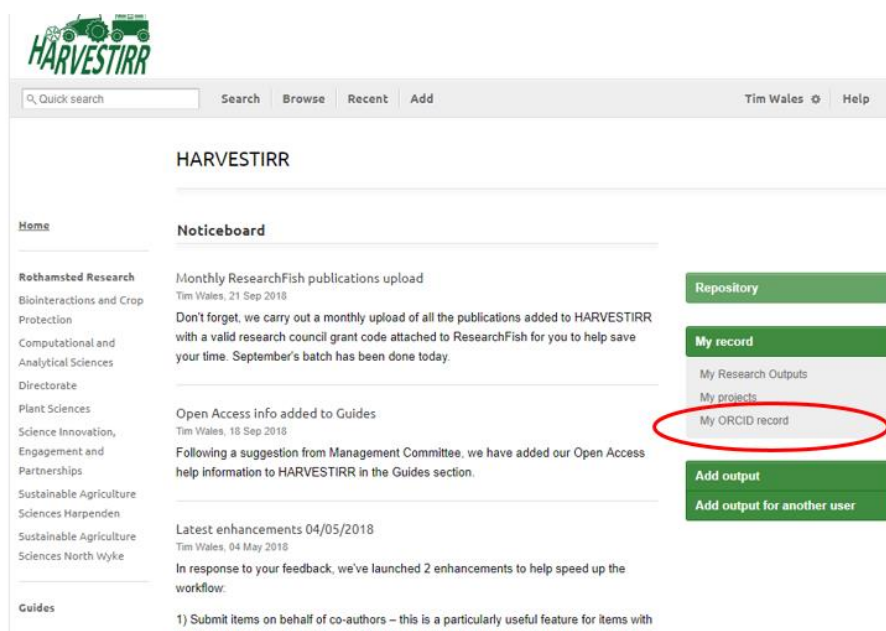 HARVESTIRR
Quick search
Search Browse Recent Add
Tim Wales Help
HARVESTIRR
Home
Rothamsted Research
Biointeractions and Crop
Protection
Computational and
Analytical Sciences
Directorate
Plant Sciences
Science Innovation,
Engagement and
Partnerships
Sustainable Agriculture
Sciences Harpenden
Sustainable Agriculture
Sciences North Wyke
Guides
Noticeboard
Monthly ResearchFish publications upload
Tim Wales, 21 Sep 2018
Don't forget, we carry out a monthly upload of all the publications added to HARVESTIRR
with a valid research council grant code attached to ResearchFish for you to help save
your time. September's batch has been done today.
Open Access info added to Guides
Tim Wales, 18 Sep 2018
Following a suggestion from Management Committee, we have added our Open Access
help information to HARVESTIRR in the Guides section.
Latest enhancements 04/05/2018
Tim Wales, 04 May 2018
In response to your feedback, we've launched 2 enhancements to help speed up the
workflow:
1) Submit items on behalf of co-authors – this is a particularly useful feature for items with
Repository
My record
My Research Outputs
My projects
My ORCID record
Add output
Add output for another user